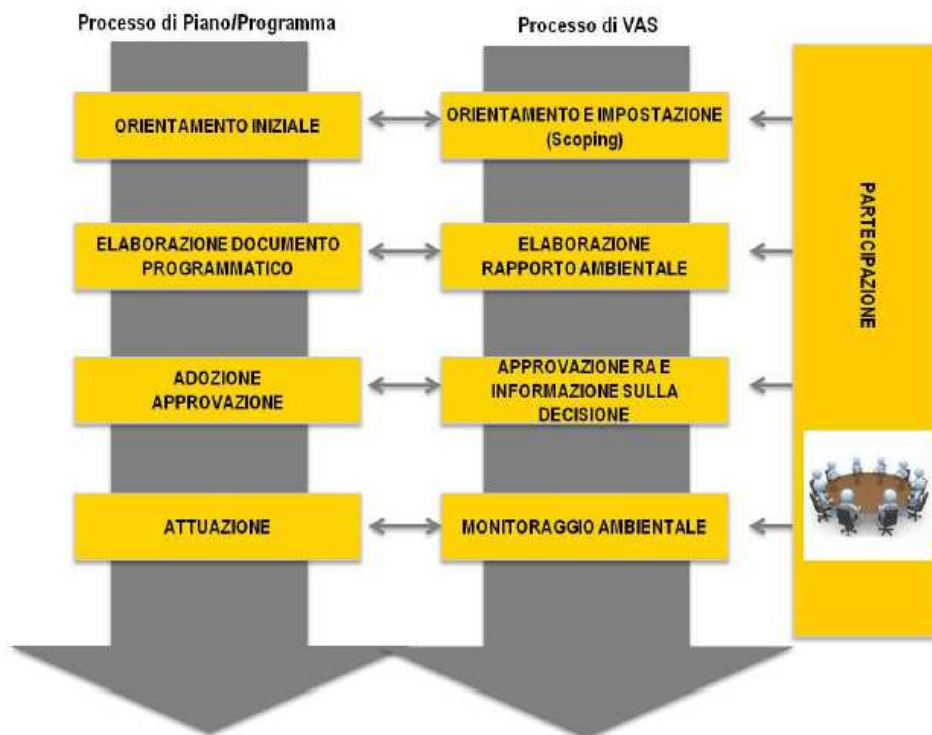 Processo di Piano/Programma
Processo di VAS
ORIENTAMENTO INIZIALE
ORIENTAMENTO E IMPOSTAZIONE
(Scoping)
ELABORAZIONE DOCUMENTO
PROGRAMMATICO
ELABORAZIONE
RAPPORTO AMBIENTALE
ADOZIONE
APPROVAZIONE
APPROVAZIONE RA E
INFORMAZIONE SULLA
DECISIONE
ATTUAZIONE
MONITORAGGIO AMBIENTALE
PARTECIPAZIONE